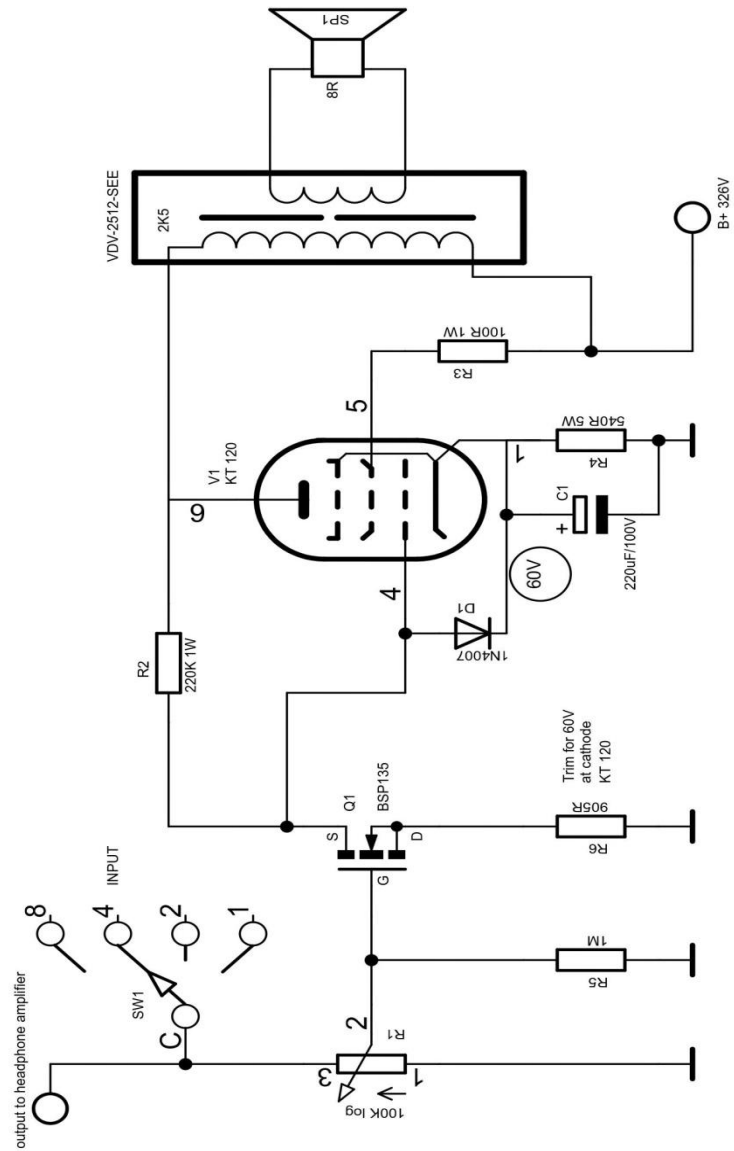 output to headphone amplifier
8
4
INPUT
2
1
SW1
C
3
2
R1
1
100K log
1M
R5
S
Q1
BSP135
G
D
905R
R6
Trim for 60V
at cathode
KT 120
R2
220K 1W
4
D1
1N4007
60V
9
V1
KT 120
5
1
C1
+
220uF/100V
540R 5W
R4
100R 1W
R3
VDV-2512-SEE
2K5
8R
SP1
B+ 326V